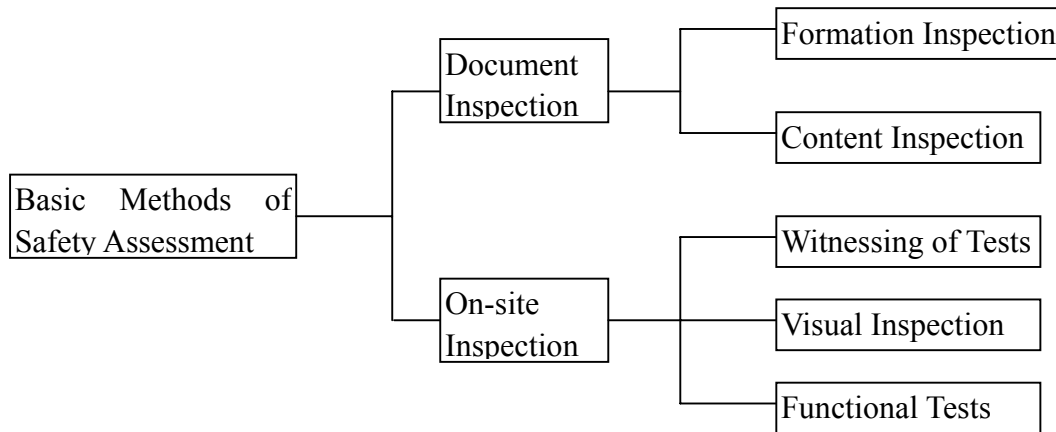 Basic Methods of
Safety Assessment
Document
Inspection
Formation Inspection
Content Inspection
On-site
Inspection
Witnessing of Tests
Visual Inspection
Functional Tests